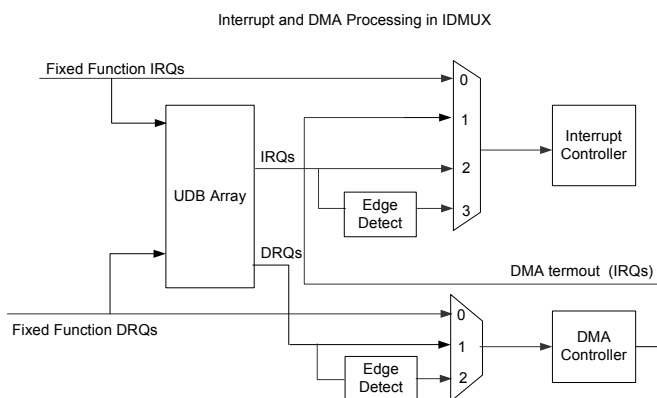 Interrupt and DMA Processing in IDMUX
Fixed Function IRQs
0
1
2
3
Interrupt
Controller
IRQs
UDB Array
Edge
Detect
DRQs
DMA termout (IRQs)
Fixed Function DRQs
0
1
2
DMA
Controller
Edge
Detect